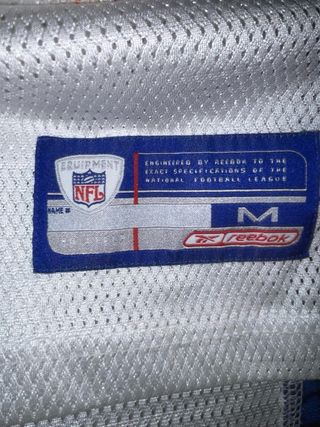 EQUIPMENT
NFL
ENGINEERED BY REEBOK TO THE
EXACT SPECIFICATIONS OF THE
NATIONAL FOOTBALL LEAGUE
NAME #
M
Reebok